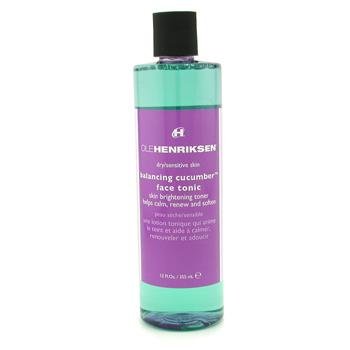 OLEHENRIKSEN
dry/sensitive skin
balancing cucumber™
face tonic
skin brightening toner
helps calm, renew and soften
peau sèche/sensible
une lotion tonique qui anime
le teint et aide à calmer,
renouveler et adoucir
12 fl oz. / 355 mL ℮